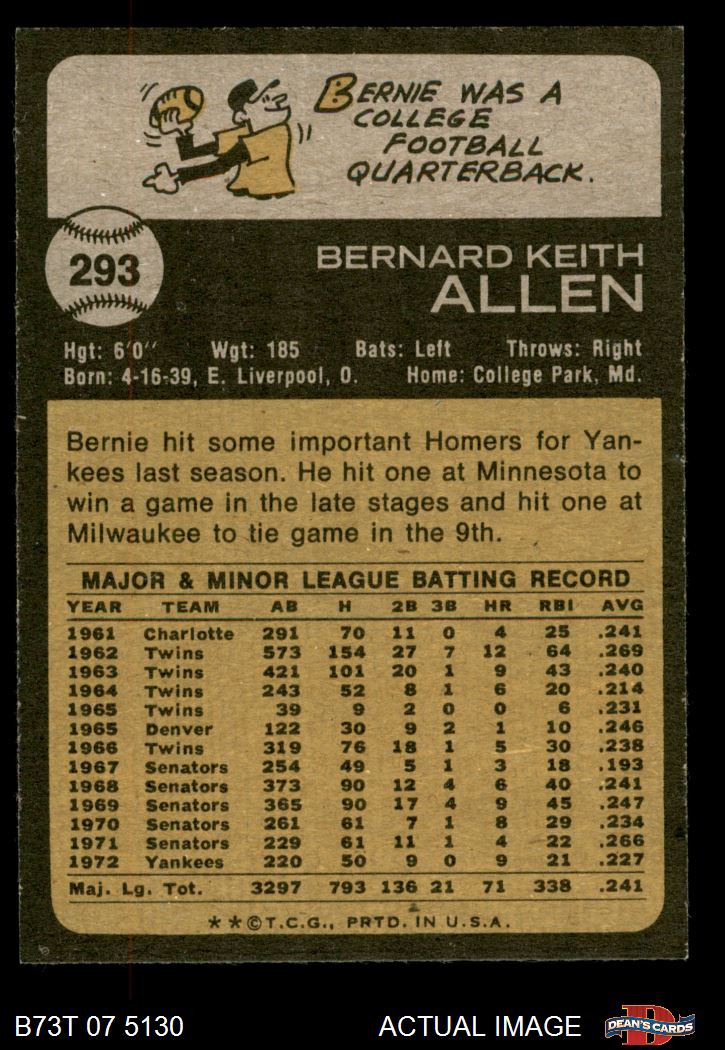 BERNIE WAS A
COLLEGE
FOOTBALL
QUARTERBACK.
293
BERNARD KEITH
ALLEN
Hgt: 6'0" Wgt: 185 Bats: Left Throws: Right
Born: 4-16-39, E. Liverpool, O. Home: College Park, Md.
Bernie hit some important Homers for Yan-
kees last season. He hit one at Minnesota to
win a game in the late stages and hit one at
Milwaukee to tie game in the 9th.
MAJOR & MINOR LEAGUE BATTING RECORD
YEAR TEAM AB H 2B 3B HR RBI AVG
1961 Charlotte 291 70 11 0 4 25 .241
1962 Twins 573 154 27 7 12 64 .269
1963 Twins 421 101 20 1 9 43 .240
1964 Twins 243 52 8 1 6 20 .214
1965 Twins 39 9 2 0 0 6 .231
1965 Denver 122 30 9 2 1 10 .246
1966 Twins 319 76 18 1 5 30 .238
1967 Senators 254 49 5 1 3 18 .193
1968 Senators 373 90 12 4 6 40 .241
1969 Senators 365 90 17 4 9 45 .247
1970 Senators 261 61 7 1 8 29 .234
1971 Senators 229 61 11 1 4 22 .266
1972 Yankees 220 50 9 0 9 21 .227
Maj. Lg. Tot. 3297 793 136 21 71 338 .241
**©T.C.G., PRTD. IN U.S.A.
B73T 07 5130 ACTUAL IMAGE
D
DEAN'S CARDS